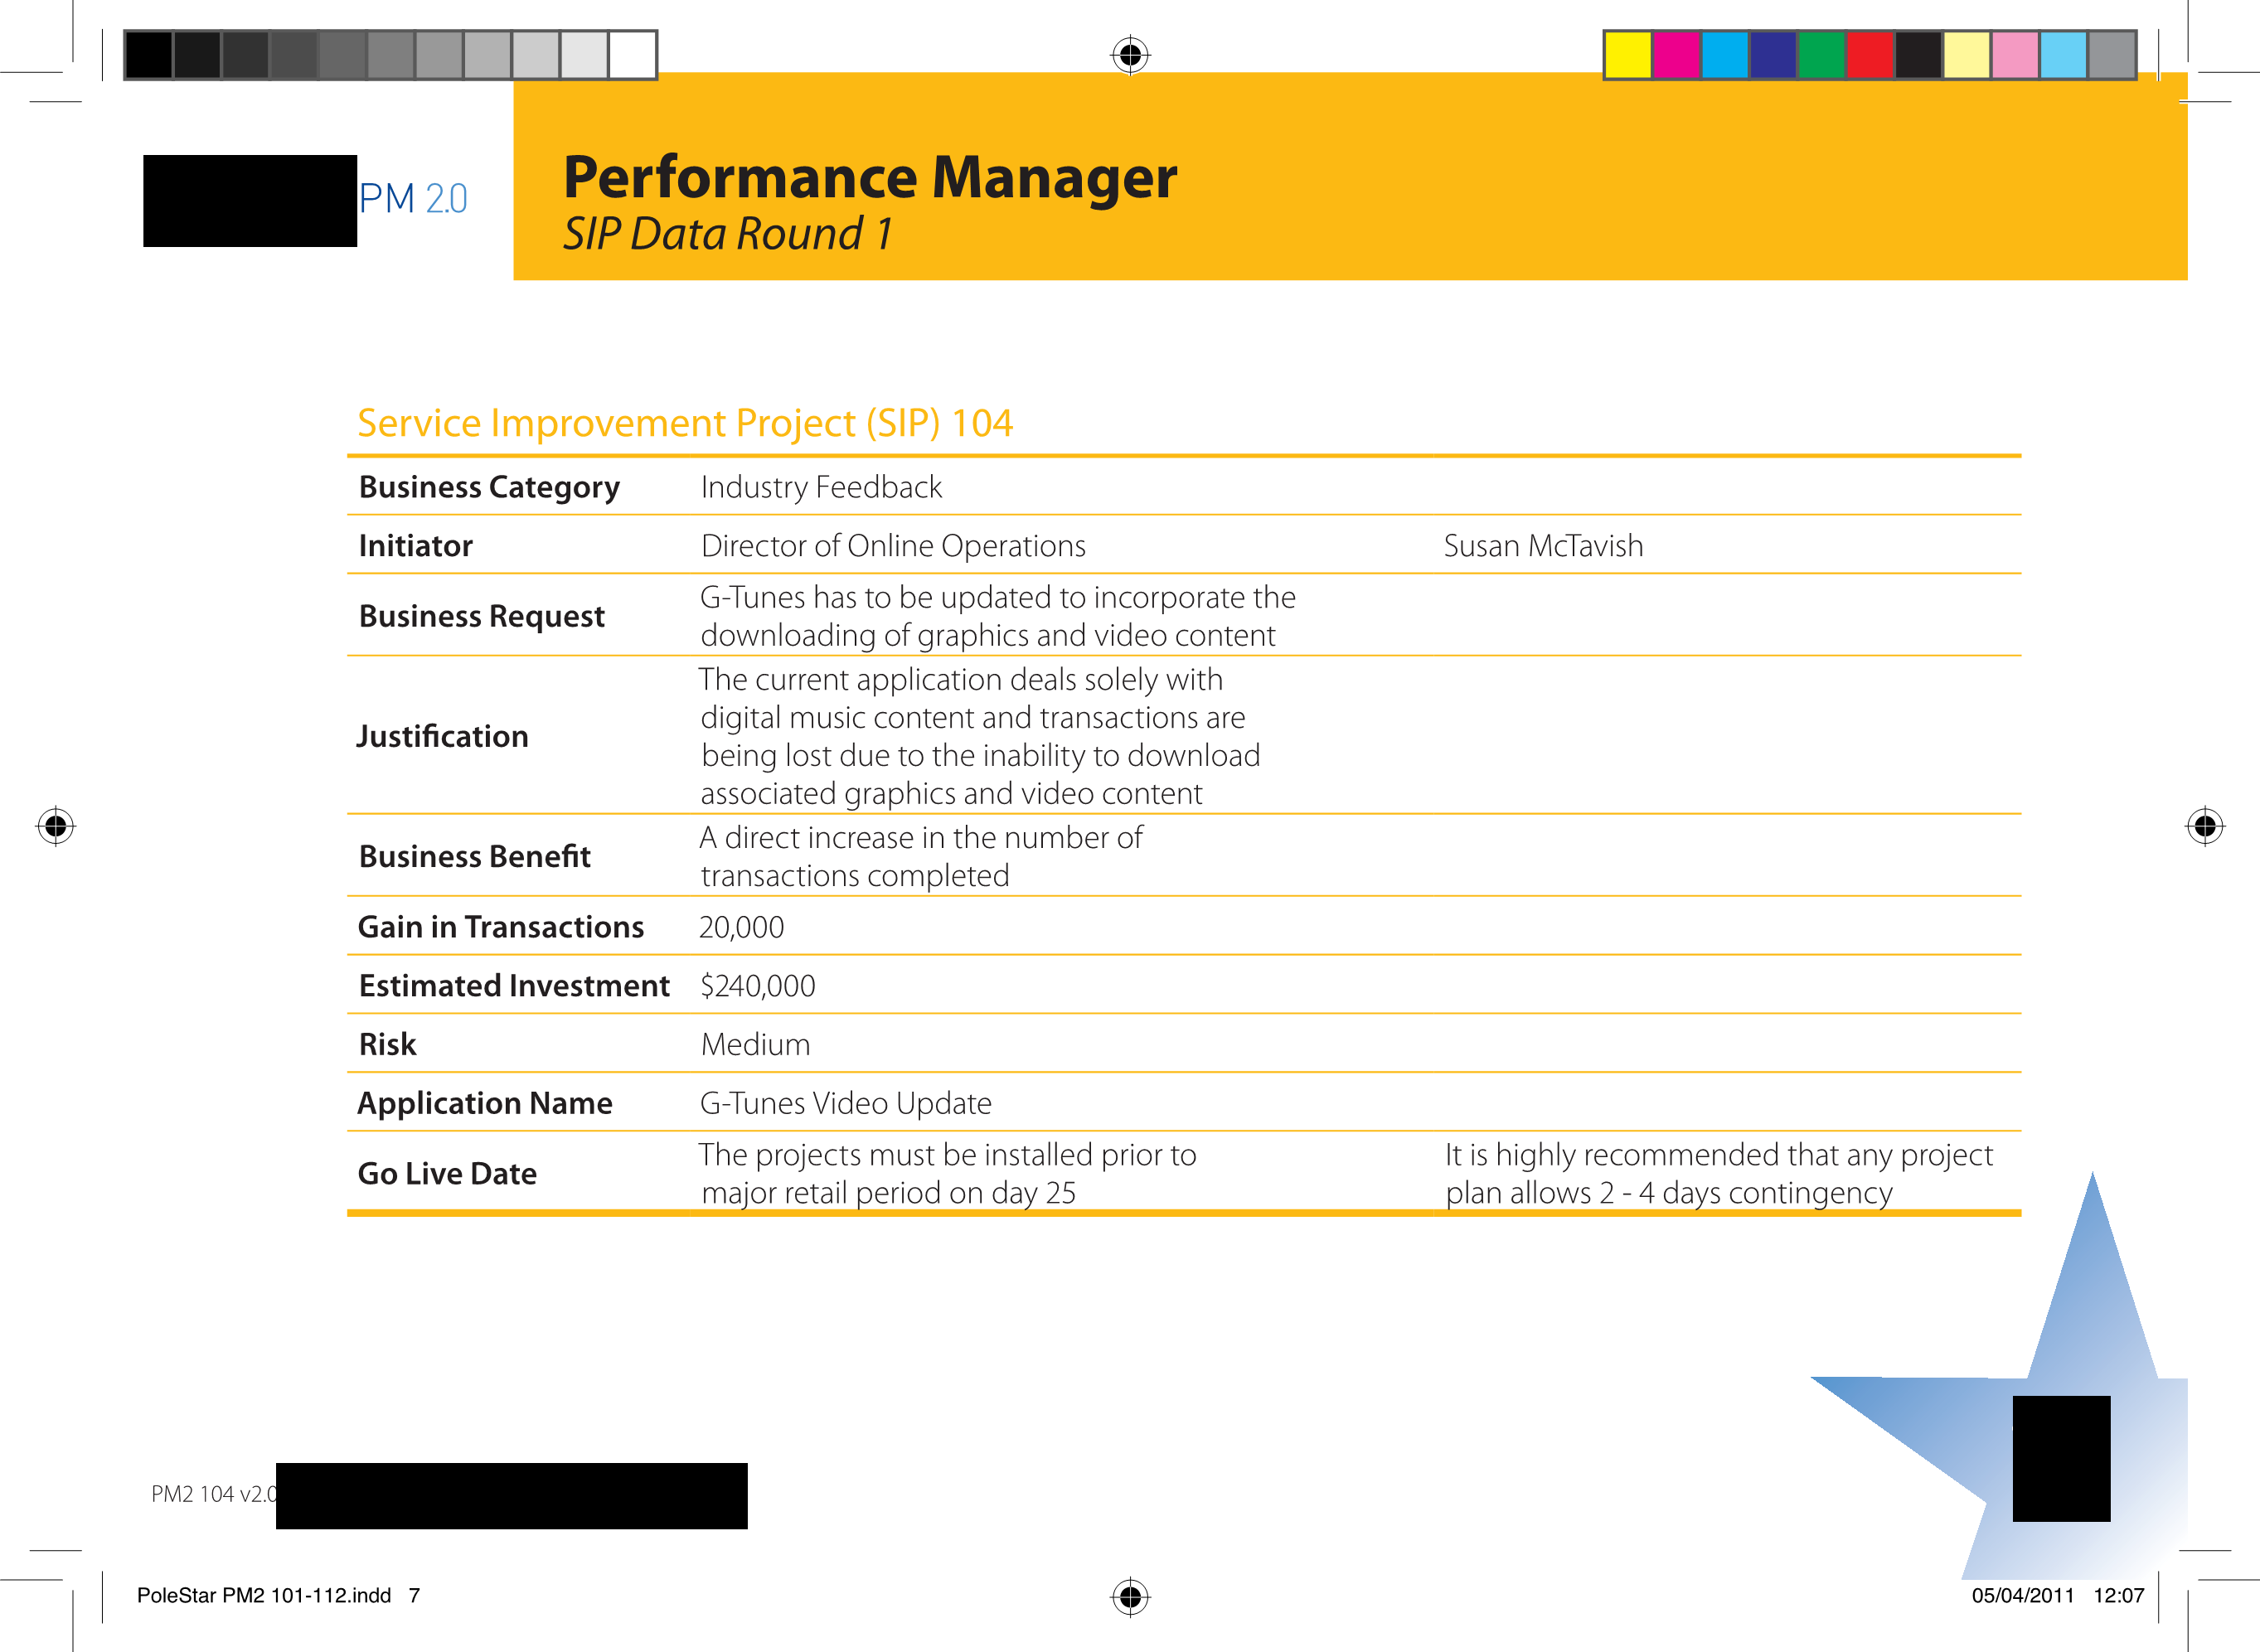 PM 2.0
Performance Manager
SIP Data Round 1
Service Improvement Project (SIP) 104
Business Category Industry Feedback
Initiator Director of Online Operations Susan McTavish
Business Request G-Tunes has to be updated to incorporate the
downloading of graphics and video content
Justification The current application deals solely with
digital music content and transactions are
being lost due to the inability to download
associated graphics and video content
Business Benefit A direct increase in the number of
transactions completed
Gain in Transactions 20,000
Estimated Investment $240,000
Risk Medium
Application Name G-Tunes Video Update
Go Live Date The projects must be installed prior to
major retail period on day 25
It is highly recommended that any project
plan allows 2 - 4 days contingency
PM2 104 v2.0
PoleStar PM2 101-112.indd 7
05/04/2011 12:07